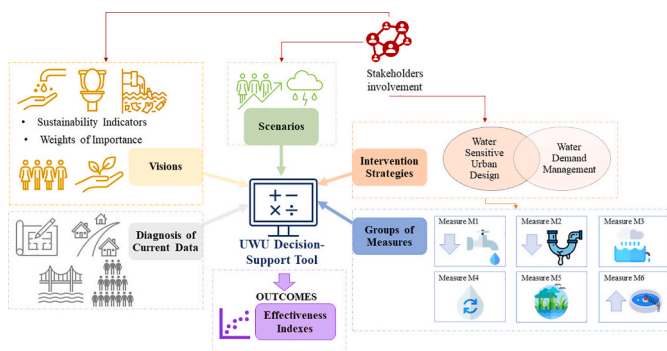 Stakeholders
involvement
• Sustainability Indicators
• Weights of Importance
Visions
Scenarios
Intervention
Strategies
Water
Sensitive
Urban
Design
Water
Demand
Management
Diagnosis of
Current Data
UWU Decision-
Support Tool
Groups of
Measures
Measure M1
Measure M2
Measure M3
Measure M4
Measure M5
Measure M6
OUTCOMES
Effectiveness
Indexes